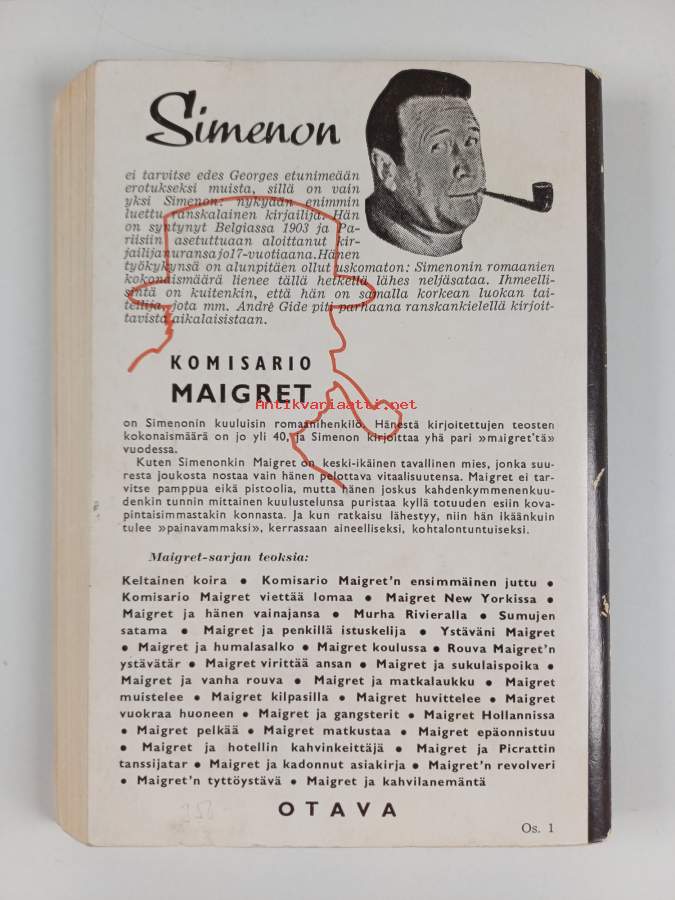 Simenon
ei tarvitse edes Georges etunimeään
erotukseksi muista, sillä on vain
yksi Simenon: nykyään enimmin
luettu ranskalainen kirjailija. Hän
on syntynyt Belgiassa 1903 ja Pa-
riisiin asetuttuaan aloittanut kir-
jailijanuransa jo 17-vuotiaana. Hänen
työkykynsä on alunpitäen ollut uskomaton: Simenonin romaanien
kokonaismäärä lienee tällä hetkellä lähes neljäsataa. Ihmeelli-
sintä on kuitenkin, että hän on samalla korkean luokan tai-
teilija, jota mm. André Gide piti parhaana ranskankielellä kirjoit-
tavista aikalaisistaan.
KOMISARIO
MAIGRET
Antikvariaatti.net
on Simenonin kuuluisin romaanihenkilö. Hänestä kirjoitettujen teosten
kokonaismäärä on jo yli 40, ja Simenon kirjoittaa yhä pari »maigret'tä»
vuodessa.
Kuten Simenonkin Maigret on keski-ikäinen tavallinen mies, jonka suu-
resta joukosta nostaa vain hänen pelottava vitaalisuutensa. Maigret ei tar-
vitse pamppua eikä pistoolia, mutta hänen joskus kahdenkymmenenkuu-
denkin tunnin mittainen kuulustelunsa puristaa kyllä totuuden esiin kova-
pintaisimmastakin konnasta. Ja kun ratkaisu lähestyy, niin hän ikäänkuin
tulee »painavammaksi», kerrassaan aineelliseksi, kohtalontuntuiseksi.
Maigret-sarjan teoksia:
Keltainen koira • Komisario Maigret'n ensimmäinen juttu •
Komisario Maigret viettää lomaa • Maigret New Yorkissa •
Maigret ja hänen vainajansa • Murha Rivieralla • Sumujen
satama • Maigret ja penkillä istuskelija • Ystäväni Maigret
• Maigret ja humalasalko • Maigret koulussa • Rouva Maigret'n
ystävätär • Maigret virittää ansan • Maigret ja sukulaispoika •
Maigret ja vanha rouva • Maigret ja matkalaukku • Maigret
muistelee • Maigret kilpasilla • Maigret huvittelee • Maigret
vuokraa huoneen • Maigret ja gangsterit • Maigret Hollannissa
• Maigret pelkää • Maigret matkustaa • Maigret epäonnistuu
• Maigret ja hotellin kahvinkeittäjä • Maigret ja Picrattin
tanssijatar • Maigret ja kadonnut asiakirja • Maigret'n revolveri
• Maigret'n tyttöystävä • Maigret ja kahvilanemäntä
OTAVA
Os. 1